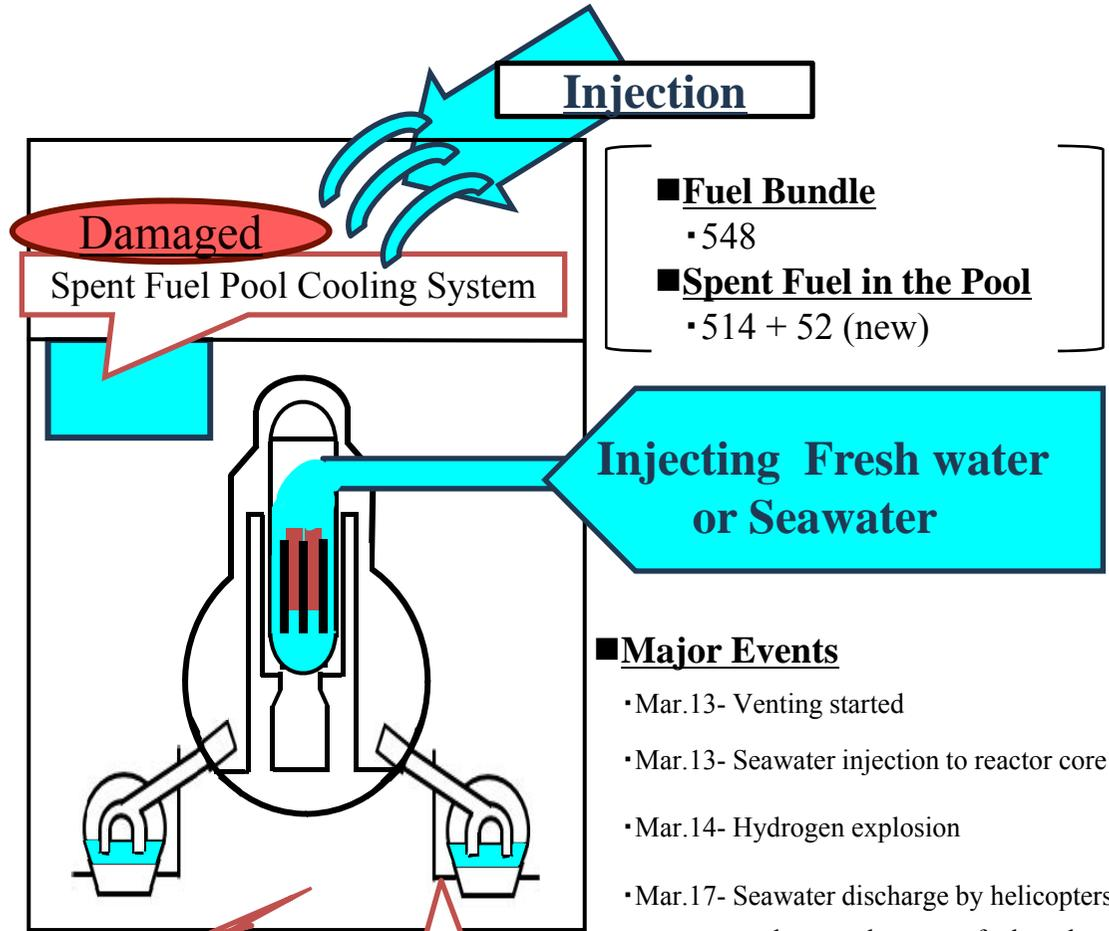 Injection
Damaged
Spent Fuel Pool Cooling System
■Fuel Bundle
・548
■Spent Fuel in the Pool
・514 + 52 (new)
Injecting Fresh water
or Seawater
■Major Events
・Mar.13- Venting started
・Mar.13- Seawater injection to reactor core
・Mar.14- Hydrogen explosion
・Mar.17- Seawater discharge by helicopters